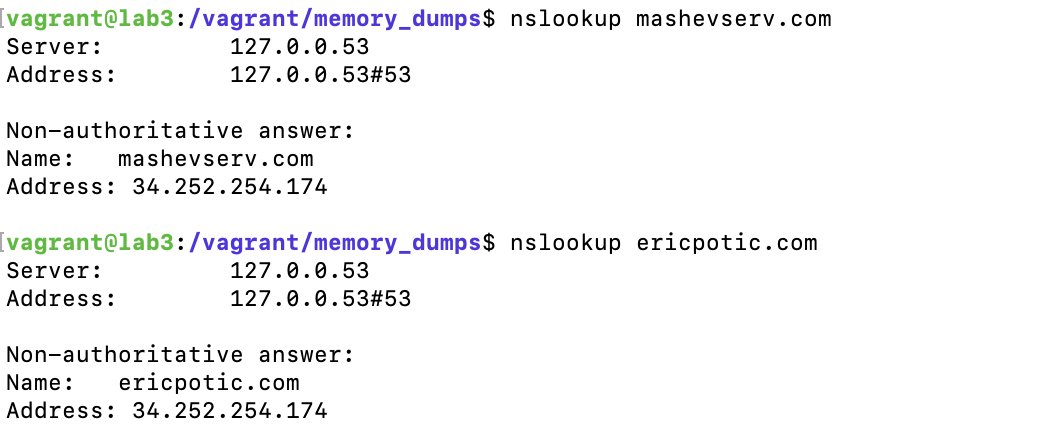 [vagrant@lab3:/vagrant/memory_dumps$ nslookup mashevserv.com
Server:         127.0.0.53
Address:        127.0.0.53#53

Non-authoritative answer:
Name:   mashevserv.com
Address: 34.252.254.174

[vagrant@lab3:/vagrant/memory_dumps$ nslookup ericpotic.com
Server:         127.0.0.53
Address:        127.0.0.53#53

Non-authoritative answer:
Name:   ericpotic.com
Address: 34.252.254.174